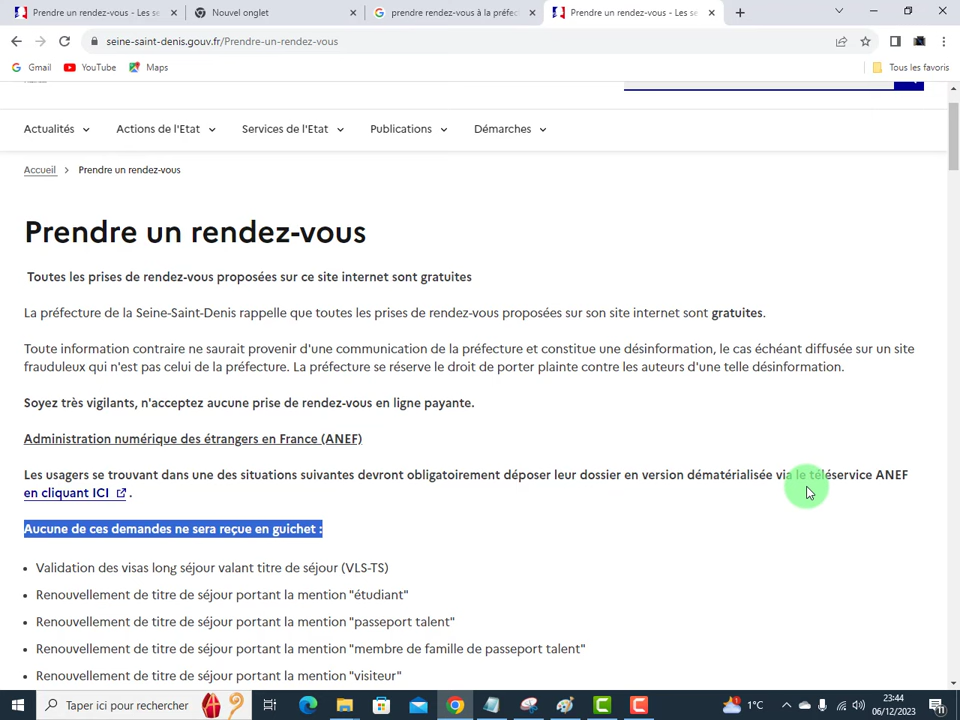 Prendre un rendez-vous - Les se
Nouvel onglet
prendre rendez-vous à la préfec
Prendre un rendez-vous - Les se
seine-saint-denis.gouv.fr/Prendre-un-rendez-vous
Gmail
YouTube
Maps
Tous les favoris
Actualités
Actions de l'Etat
Services de l'Etat
Publications
Démarches
Accueil > Prendre un rendez-vous
Prendre un rendez-vous
Toutes les prises de rendez-vous proposées sur ce site internet sont gratuites
La préfecture de la Seine-Saint-Denis rappelle que toutes les prises de rendez-vous proposées sur son site internet sont gratuites.
Toute information contraire ne saurait provenir d'une communication de la préfecture et constitue une désinformation, le cas échéant diffusée sur un site
frauduleux qui n'est pas celui de la préfecture. La préfecture se réserve le droit de porter plainte contre les auteurs d'une telle désinformation.
Soyez très vigilants, n'acceptez aucune prise de rendez-vous en ligne payante.
Administration numérique des étrangers en France (ANEF)
Les usagers se trouvant dans une des situations suivantes devront obligatoirement déposer leur dossier en version dématérialisée via le téléservice ANEF
en cliquant ICI .
Aucune de ces demandes ne sera reçue en guichet :
• Validation des visas long séjour valant titre de séjour (VLS-TS)
• Renouvellement de titre de séjour portant la mention "étudiant"
• Renouvellement de titre de séjour portant la mention "passeport talent"
• Renouvellement de titre de séjour portant la mention "membre de famille de passeport talent"
• Renouvellement de titre de séjour portant la mention "visiteur"
Taper ici pour rechercher
1°C
23:44
06/12/2023
11